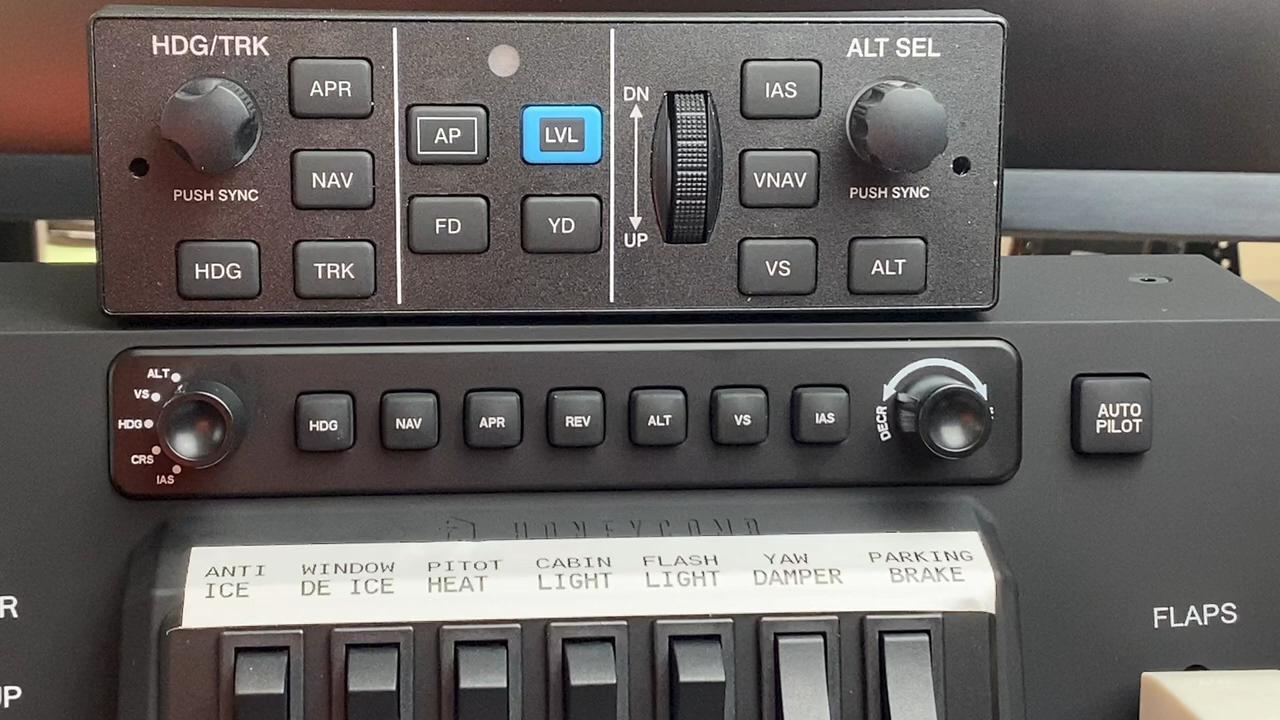 HDG/TRK
ALT SEL
APR
AP
LVL
DN
IAS
PUSH SYNC
NAV
FD
YD
UP
VNAV
PUSH SYNC
HDG
TRK
VS
ALT
ALT
VS
HDG
CRS
IAS
HDG
NAV
APR
REV
ALT
VS
IAS
DECR
AUTO
PILOT
HONEYCOMB
ANTI
ICE
WINDOW
DE ICE
PITOT
HEAT
CABIN
LIGHT
FLASH
LIGHT
YAW
DAMPER
PARKING
BRAKE
FLAPS